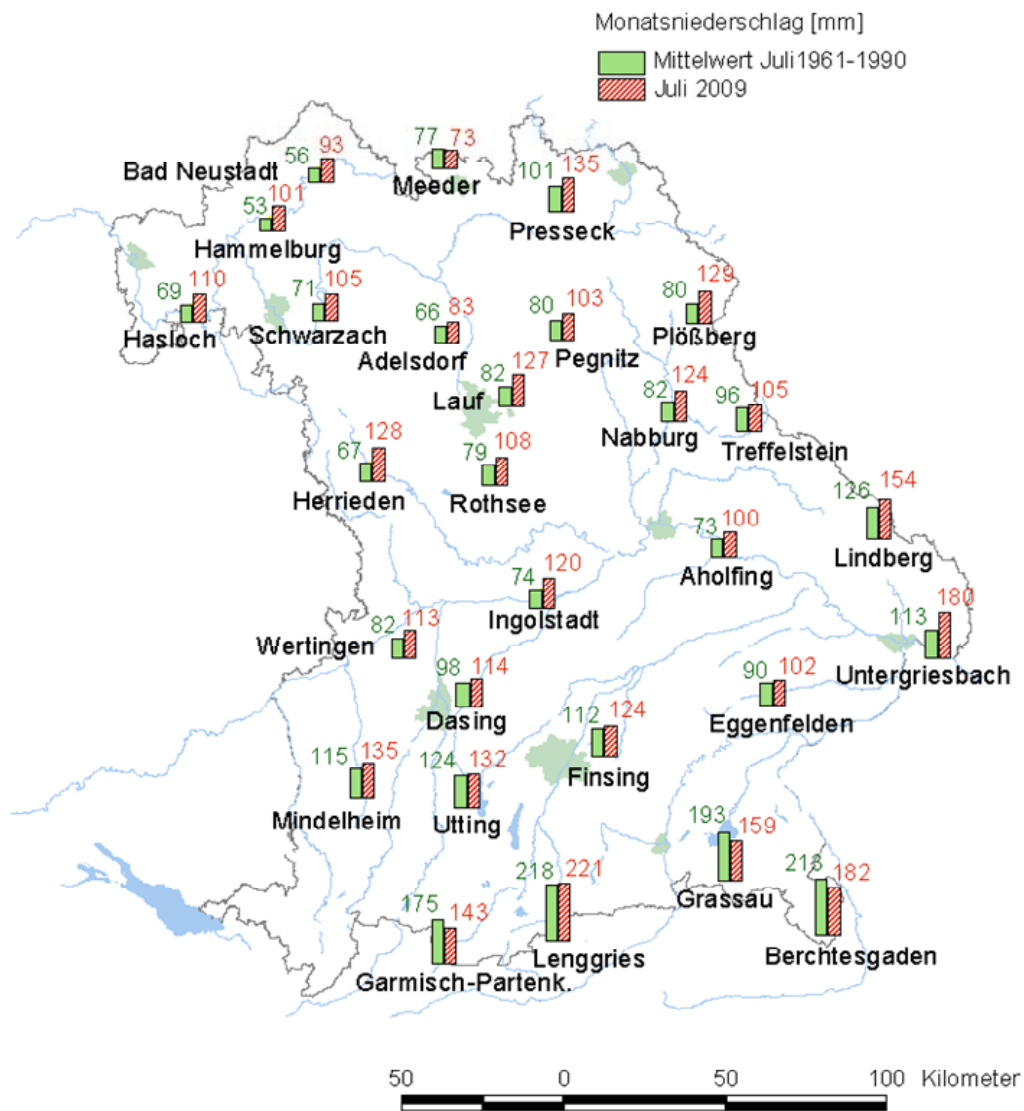 Monatsniederschlag [mm]
Mittelwert Juli1961-1990
Juli 2009
77 73
Meeder
56 93
Bad Neustadt
101 135
Presseck
53 101
Hammelburg
69 110
Hasloch
71 105
Schwarzach
66 83
Adelsdorf
80 103
Pegnitz
80 129
Plößberg
82 127
Lauf
82 124
Nabburg
96 105
Treffelstein
67 128
Herrieden
79 108
Rothsee
126 154
Lindberg
73 100
Aholfing
74 120
Ingolstadt
82 113
Wertingen
113 180
Untergriesbach
98 114
Dasing
90 102
Eggenfelden
112 124
Finsing
115 135
Mindelheim
124 132
Utting
193 159
Grassau
218 221
Lenggries
175 143
Garmisch-Partenk.
182
Berchtesgaden
50 0 50 100 Kilometer